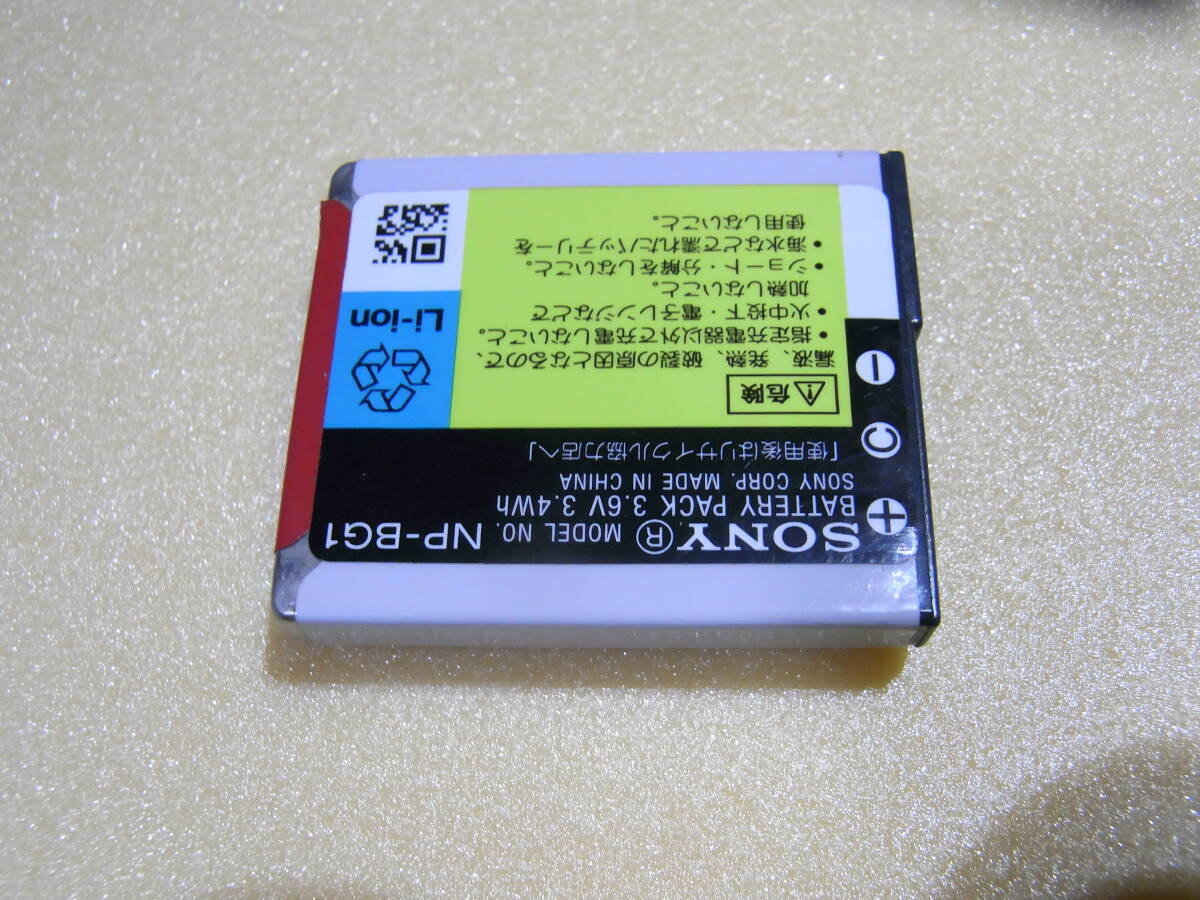 SONY® MODEL NO. NP-BG1
BATTERY PACK 3.6V 3.4Wh
SONY CORP. MADE IN CHINA
「使用後はリサイクル協力店へ」
+
C
−
危険
漏液、発熱、破裂の原因となるので、
•指定充電器以外で充電しないこと。
•火中投下・電子レンジなどで
加熱しないこと。
•ショート・分解をしないこと。
•海水などで濡れたバッテリーを
使用しないこと。
Li-ion